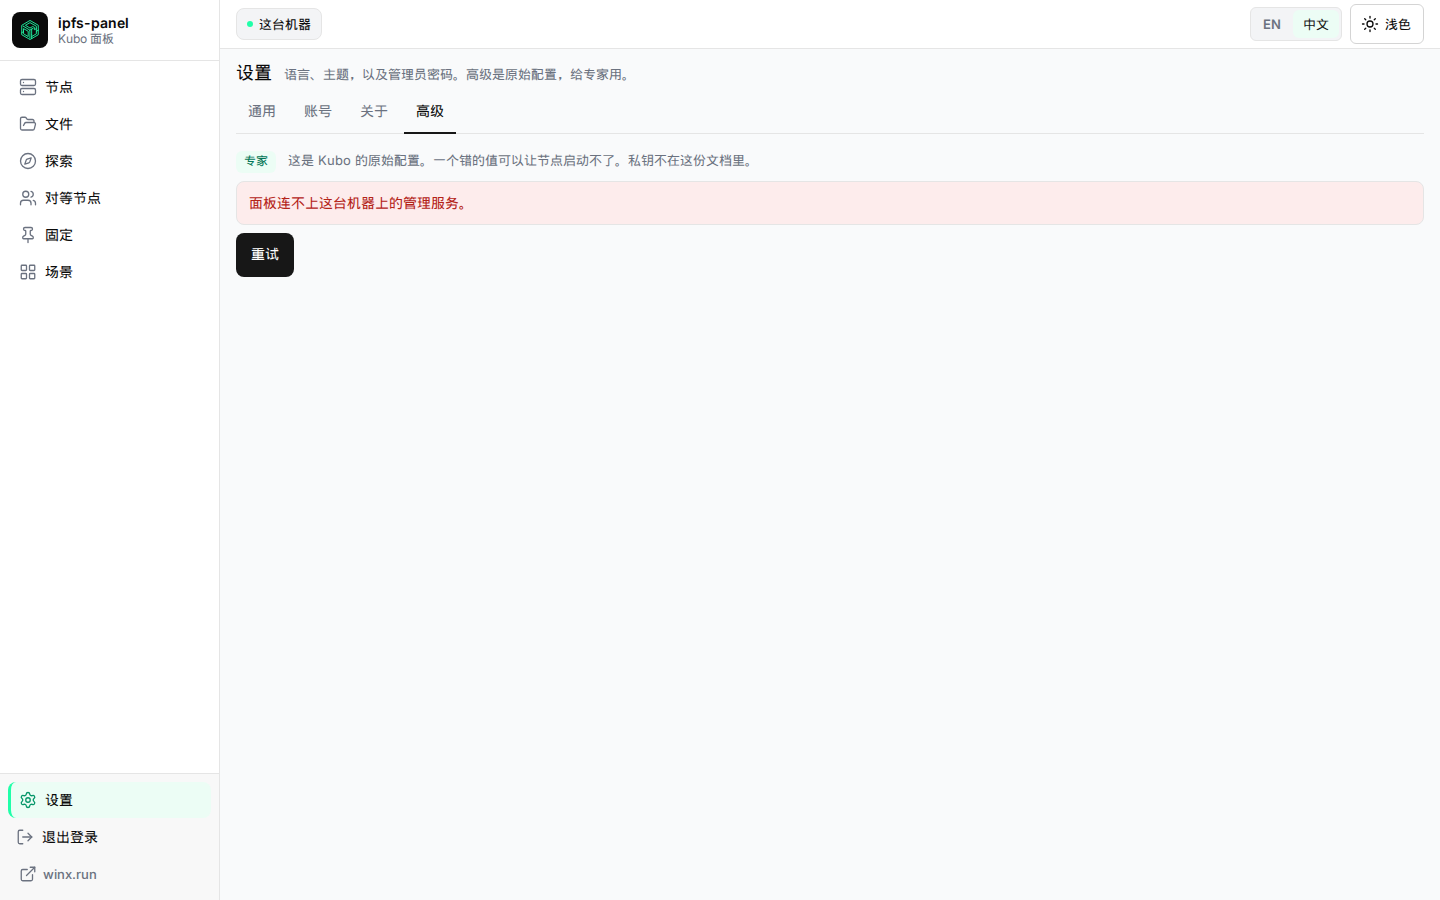 ipfs-panel
Kubo 面板
节点
文件
探索
对等节点
固定
场景
设置
退出登录
winx.run
这台机器
EN 中文 浅色
设置 语言、主题，以及管理员密码。高级是原始配置，给专家用。
通用 账号 关于 高级
专家 这是 Kubo 的原始配置。一个错的值可以让节点启动不了。私钥不在这份文档里。
面板连不上这台机器上的管理服务。
重试